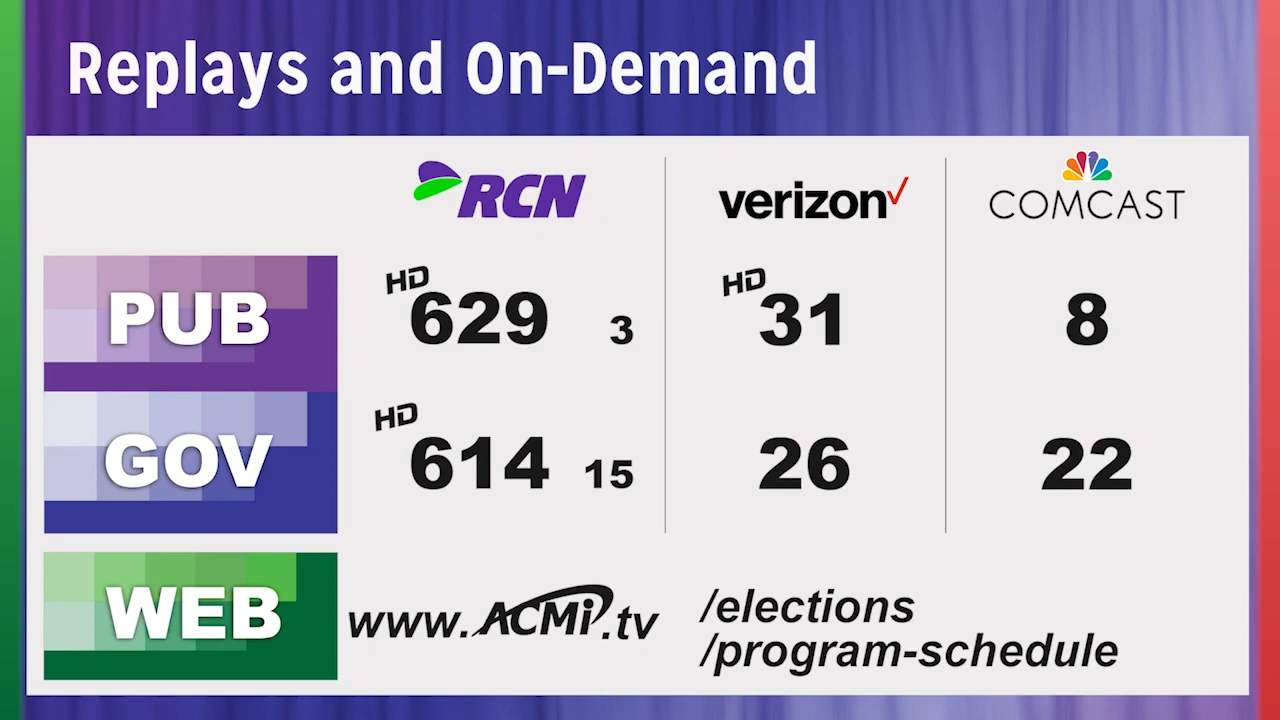 Replays and On-Demand
RCN verizon COMCAST
PUB HD 629 3 HD 31 8
GOV HD 614 15 26 22
WEB www.ACMi.tv /elections
/program-schedule